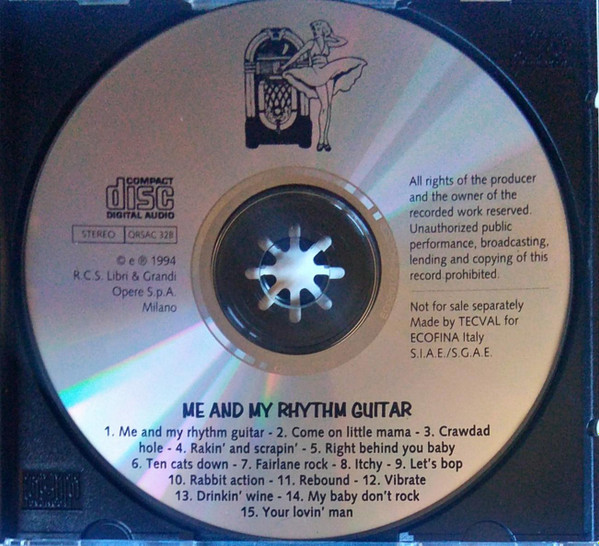 COMPACT
disc
DIGITAL AUDIO
STEREO QRSAC 328
© e ℗ 1994
R.C.S. Libri & Grandi
Opere S.p.A.
Milano
All rights of the producer
and the owner of the
recorded work reserved.
Unauthorized public
performance, broadcasting,
lending and copying of this
record prohibited.
Not for sale separately
Made by TECVAL for
ECOFINA Italy
S.I.A.E./S.G.A.E.
ME AND MY RHYTHM GUITAR
1. Me and my rhythm guitar - 2. Come on little mama - 3. Crawdad
hole - 4. Rakin' and scrapin' - 5. Right behind you baby
6. Ten cats down - 7. Fairlane rock - 8. Itchy - 9. Let's bop
10. Rabbit action - 11. Rebound - 12. Vibrate
13. Drinkin' wine - 14. My baby don't rock
15. Your lovin' man